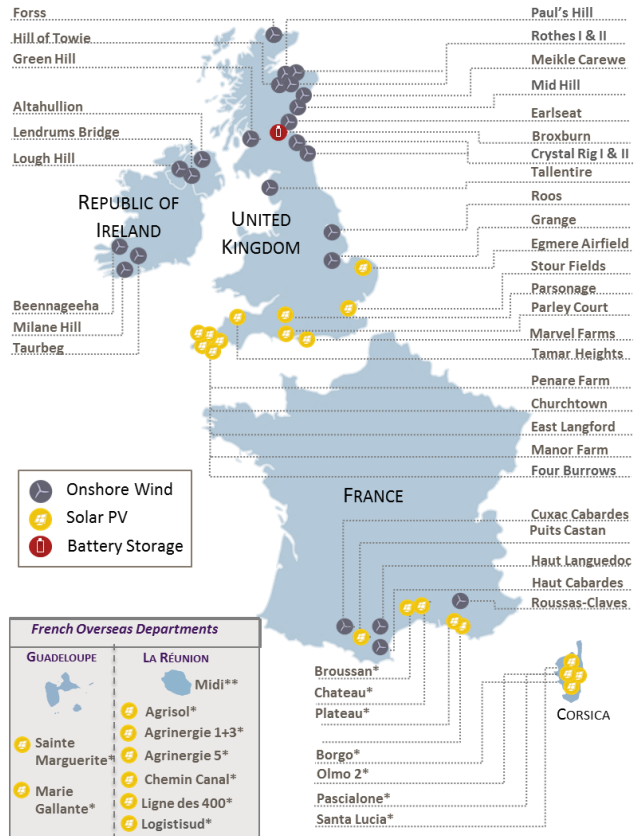 Forss
Hill of Towie
Green Hill
Altahullion
Lendrums Bridge
Lough Hill
REPUBLIC OF
IRELAND
UNITED
KINGDOM
Beennageeha
Milane Hill
Taurbeg
Paul's Hill
Rothes I & II
Meikle Carewe
Mid Hill
Earlseat
Broxburn
Crystal Rig I & II
Tallentire
Roos
Grange
Egmere Airfield
Stour Fields
Parsonage
Parley Court
Marvel Farms
Tamar Heights
Penare Farm
Churchtown
East Langford
Manor Farm
Four Burrows
Onshore Wind
Solar PV
Battery Storage
FRANCE
Cuxac Cabardes
Puits Castan
Haut Languedoc
Haut Cabardes
Roussas-Claves
Broussan*
Chateau*
Plateau*
Borgo*
Olmo 2*
Pascialone*
Santa Lucia*
CORSICA
French Overseas Departments
GUADELOUPE
Sainte
Marguerite*
Marie
Gallante*
LA RÉUNION
Midi**
Agrisol*
Agrinergie 1+3*
Agrinergie 5*
Chemin Canal*
Ligne des 400*
Logistisud*